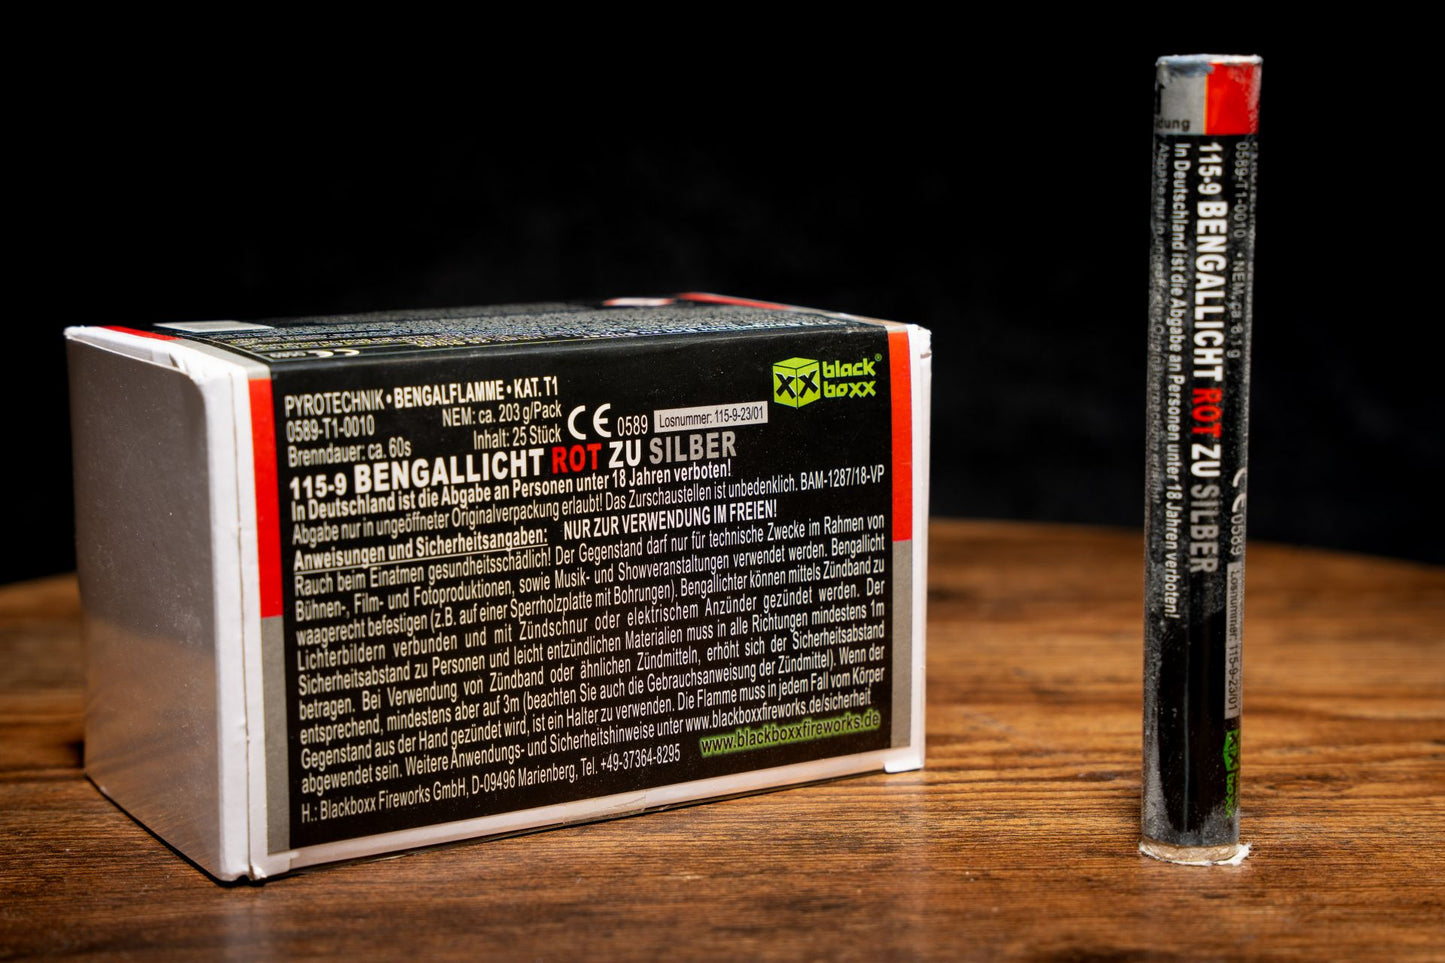 PYROTECHNIK • BENGALFLAMME • KAT. T1
0589-T1-0010
NEM: ca. 203 g/Pack
Brenndauer: ca. 60s
Inhalt: 25 Stück
CE 0589
Losnummer: 115-9-23/01
black boxx®
115-9 BENGALLICHT ROT ZU SILBER
In Deutschland ist die Abgabe an Personen unter 18 Jahren verboten!
Abgabe nur in ungeöffneter Originalverpackung erlaubt! Das Zurschaustellen ist unbedenklich. BAM-1287/18-VP
Anweisungen und Sicherheitsangaben: NUR ZUR VERWENDUNG IM FREIEN!
Rauch beim Einatmen gesundheitsschädlich! Der Gegenstand darf nur für technische Zwecke im Rahmen von
Bühnen-, Film- und Fotoproduktionen, sowie Musik- und Showveranstaltungen verwendet werden. Bengallicht
waagerecht befestigen (z.B. auf einer Sperrholzplatte mit Bohrungen). Bengallichter können mittels Zündband zu
Lichterbildern verbunden und mit Zündschnur oder elektrischem Anzünder gezündet werden. Der
Sicherheitsabstand zu Personen und leicht entzündlichen Materialien muss in alle Richtungen mindestens 1m
betragen. Bei Verwendung von Zündband oder ähnlichen Zündmitteln, erhöht sich der Sicherheitsabstand
entsprechend, mindestens aber auf 3m (beachten Sie auch die Gebrauchsanweisung der Zündmittel). Wenn der
Gegenstand aus der Hand gezündet wird, ist ein Halter zu verwenden. Die Flamme muss in jedem Fall vom Körper
abgewendet sein. Weitere Anwendungs- und Sicherheitshinweise unter www.blackboxxfireworks.de/sicherheit
H.: Blackboxx Fireworks GmbH, D-09496 Marienberg, Tel. +49-37364-8295
www.blackboxxfireworks.de
0589-T1-0010 • NEM: ca. 8,1 g
CE 0589
Losnummer: 115-9-23/01
115-9 BENGALLICHT ROT ZU SILBER
In Deutschland ist die Abgabe an Personen unter 18 Jahren verboten!
Abgabe nur in
boxx